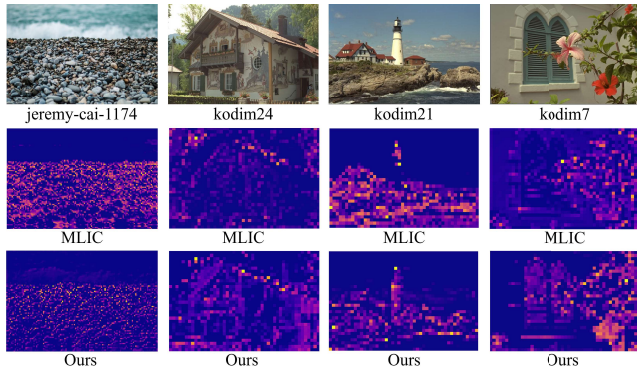 jeremy-cai-1174 kodim24 kodim21 kodim7
MLIC MLIC MLIC MLIC
Ours Ours Ours Ours